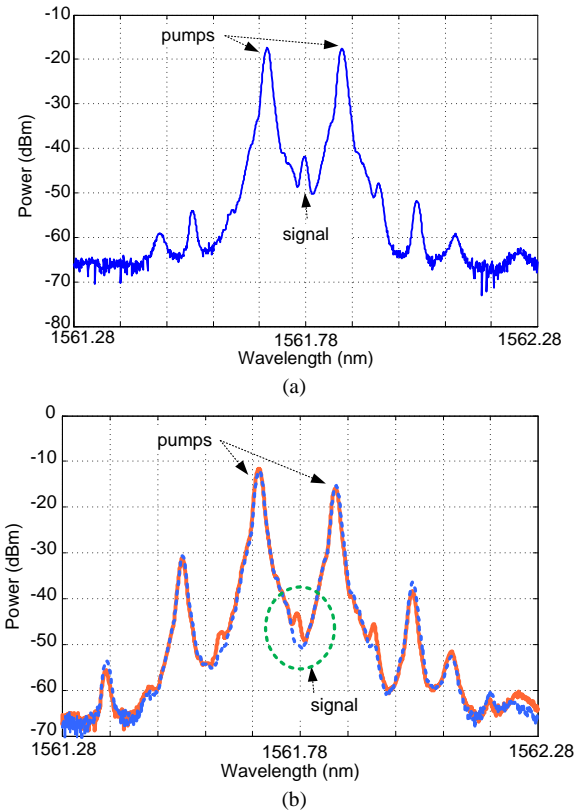 -10
pumps
-20
-30
-40
Power (dBm)
-50
signal
-60
-70
-80
1561.28
1561.78
1562.28
Wavelength (nm)
(a)
0
pumps
-10
-20
-30
Power (dBm)
-40
-50
-60
signal
-70
1561.28
1561.78
1562.28
Wavelength (nm)
(b)